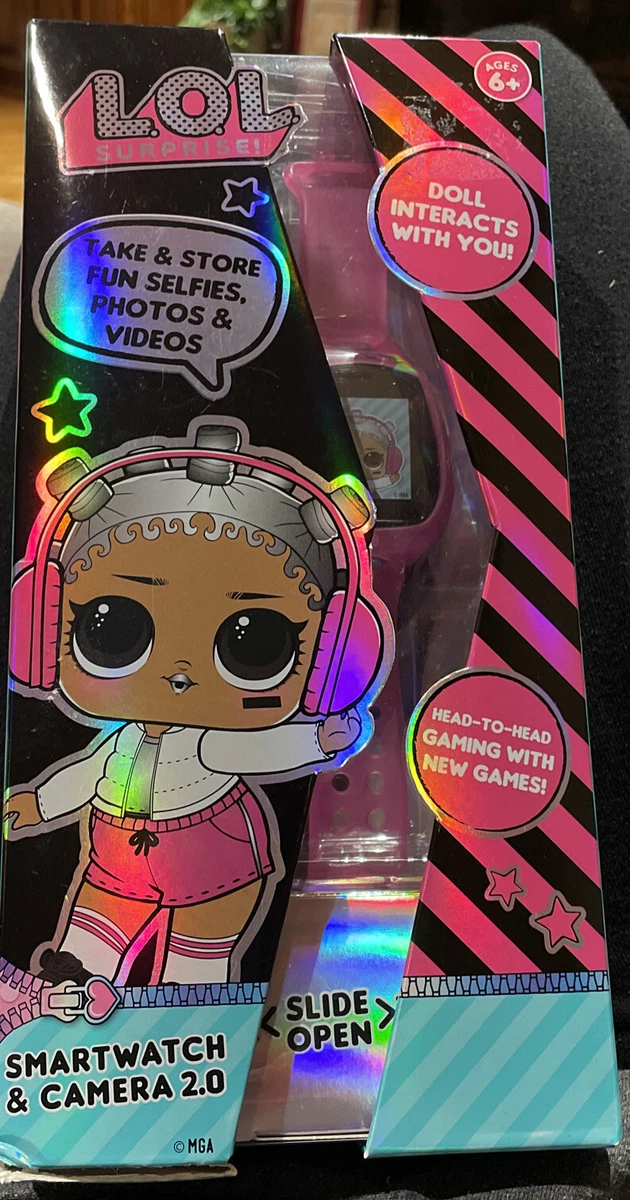 L.O.L.
SURPRISE!
AGES
6+
DOLL
INTERACTS
WITH YOU!
TAKE & STORE
FUN SELFIES,
PHOTOS &
VIDEOS
© MGA
HEAD-TO-HEAD
GAMING WITH
NEW GAMES!
< SLIDE >
OPEN
SMARTWATCH
& CAMERA 2.0
© MGA